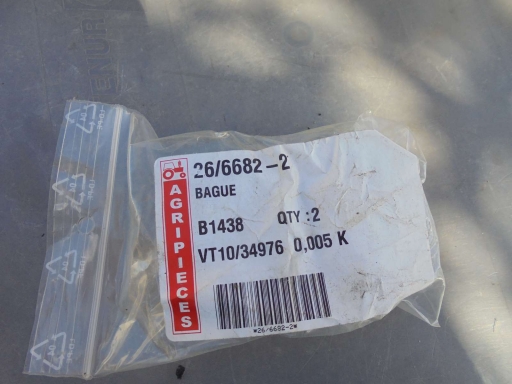 26/6682-2
BAGUE
B1438 QTY :2
VT10/34976 0,005 K
*26/6682-2*
AGRIPIECES